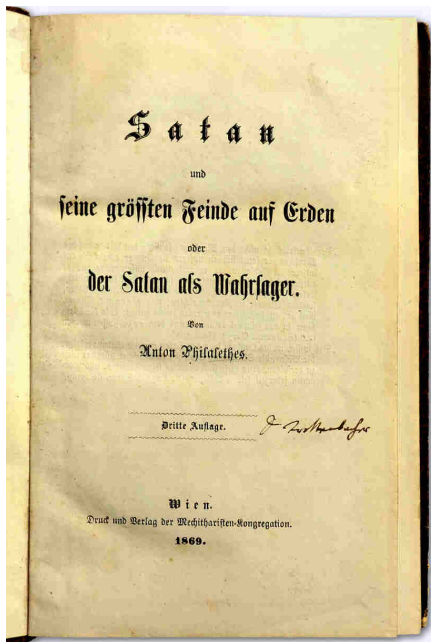 Satan
und
seine grössten Feinde auf Erden
oder
der Satan als Wahrsager.
Von
Anton Philalethes.
Dritte Auflage.
Wien.
Druck und Verlag der Mechitharisten-Kongregation.
1869.